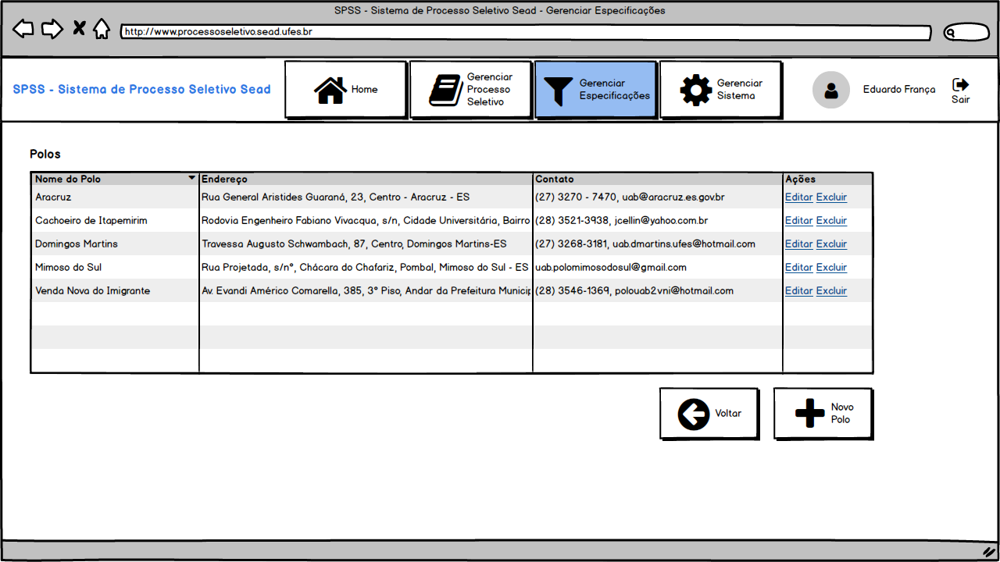 SPSS - Sistema de Processo Seletivo Sead - Gerenciar Especificações
http://www.processoseletivo.sead.ufes.br
SPSS - Sistema de Processo Seletivo Sead
Home
Gerenciar
Processo
Seletivo
Gerenciar
Especificações
Gerenciar
Sistema
Eduardo França
Sair
Polos
Nome do Polo Endereço Contato Ações
Aracruz Rua General Aristides Guaraná, 23, Centro - Aracruz - ES (27) 3270 - 7470, uab@aracruz.es.gov.br Editar Excluir
Cachoeiro de Itapemirim Rodovia Engenheiro Fabiano Vivacqua, s/n, Cidade Universitária, Bairro (28) 3521-3938, jcellin@yahoo.com.br Editar Excluir
Domingos Martins Travessa Augusto Schwambach, 87, Centro, Domingos Martins-ES (27) 3268-3181, uab.dmartins.ufes@hotmail.com Editar Excluir
Mimoso do Sul Rua Projetada, s/nº, Chácara do Chafariz, Pombal, Mimoso do Sul - ES uab.polomimosodosul@gmail.com Editar Excluir
Venda Nova do Imigrante Av. Evandi Américo Comarella, 385, 3º Piso, Andar da Prefeitura Municip (28) 3546-1369, polouab2vni@hotmail.com Editar Excluir
Voltar
Novo
Polo